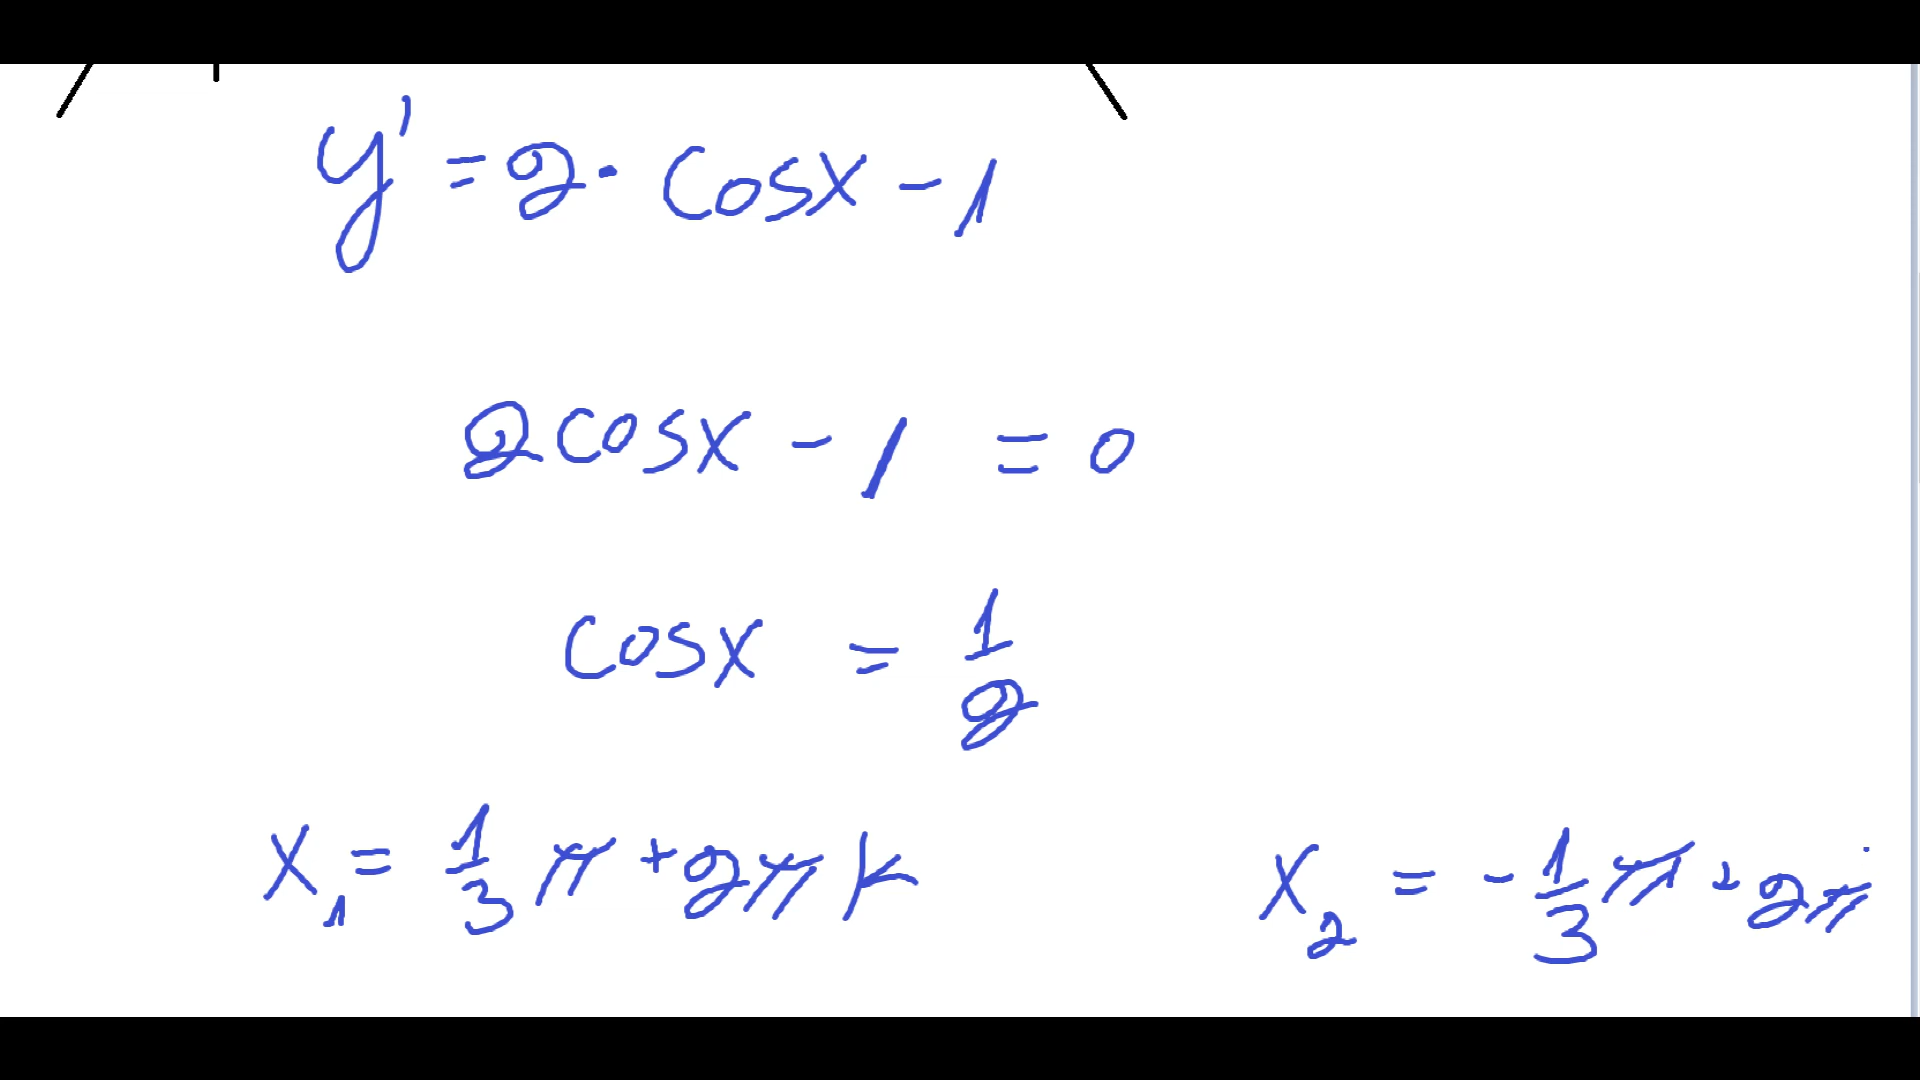 y' = 2 · cosx - 1
2cosx - 1 = 0
cosx = 1/2
x₁ = 1/3 π + 2πk
x₂ = - 1/3 π + 2π